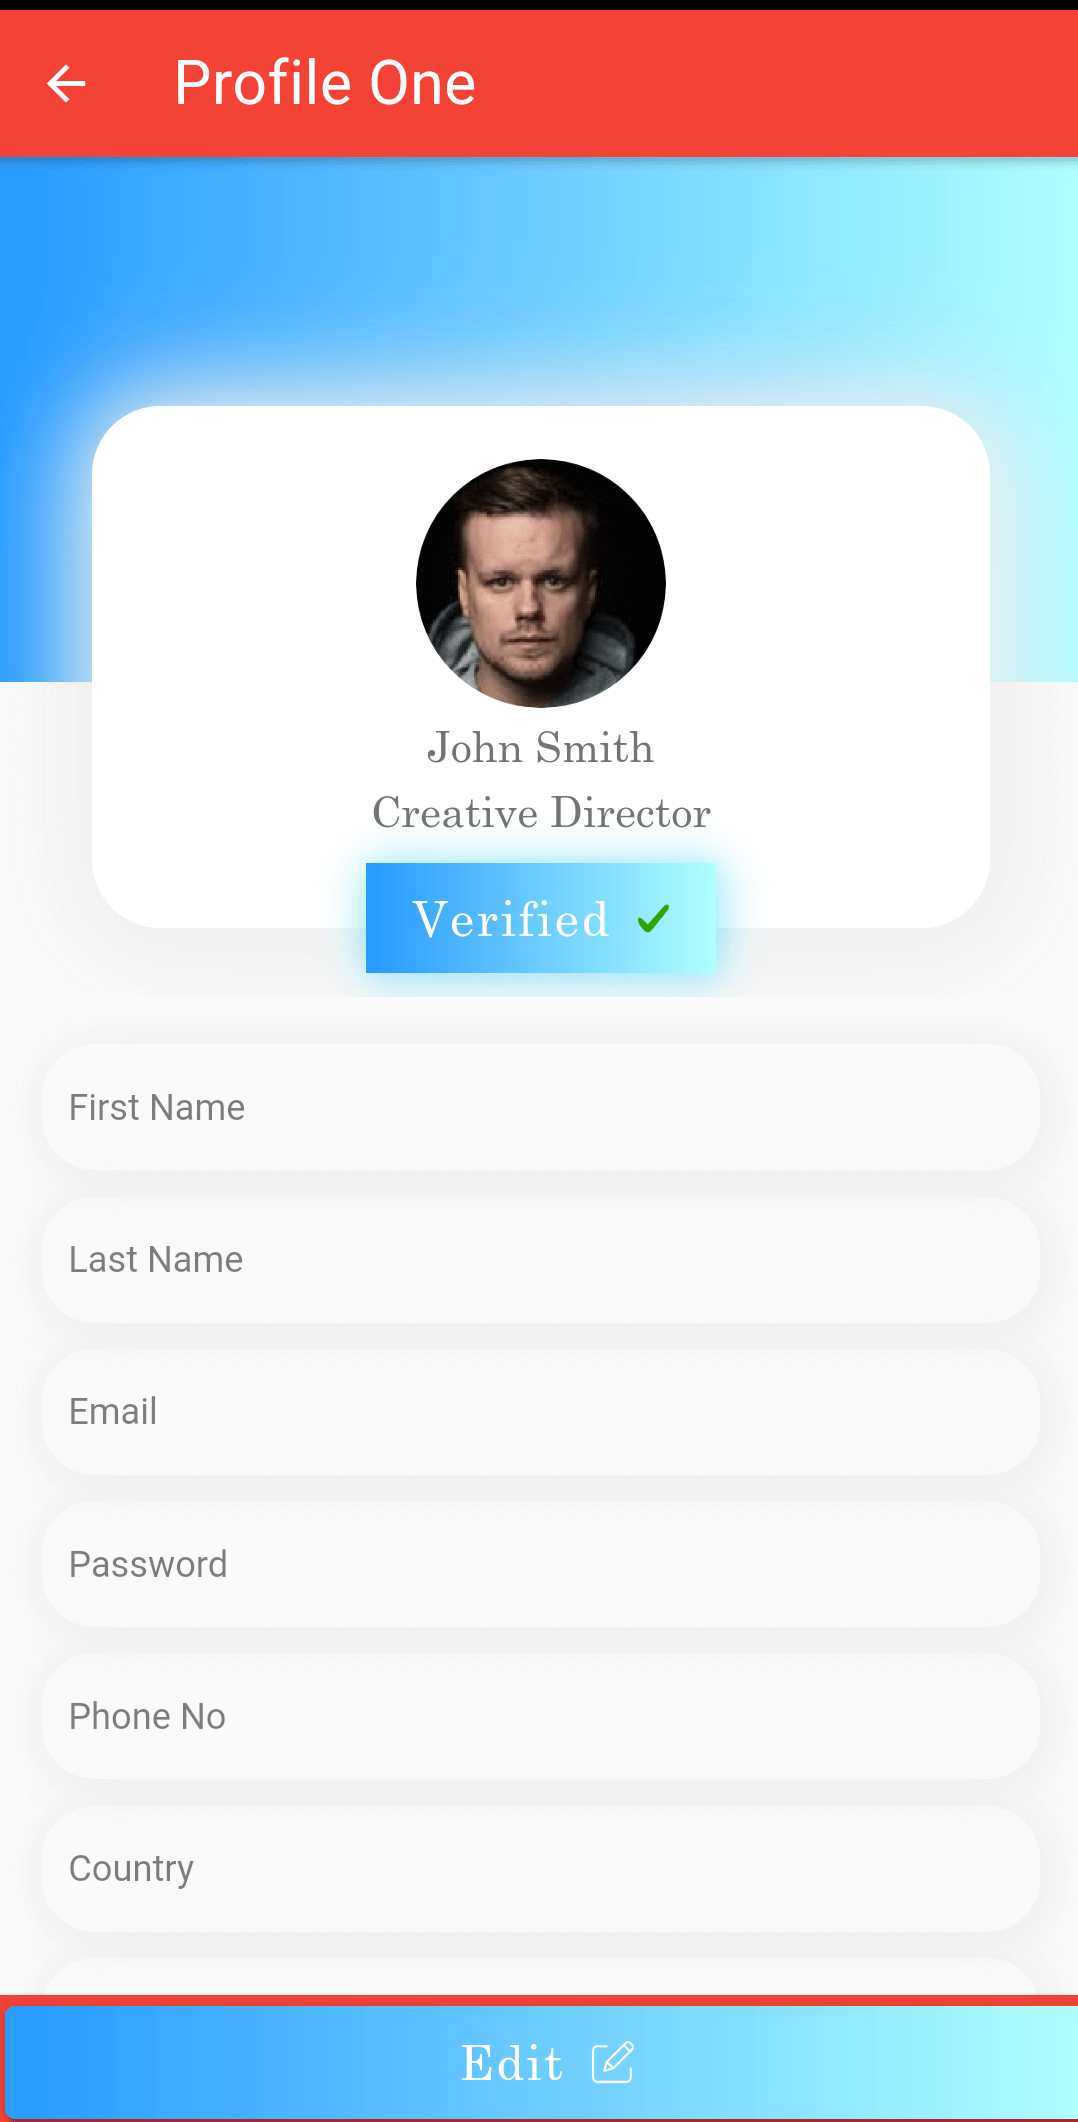 Profile One
John Smith
Creative Director
Verified
First Name
Last Name
Email
Password
Phone No
Country
Edit